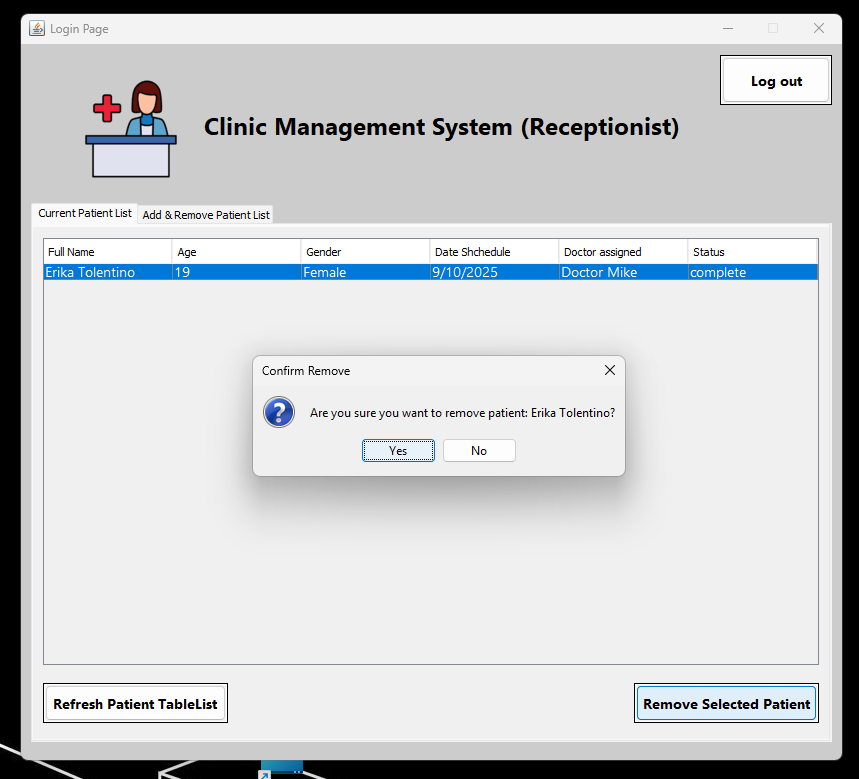 Login Page
Log out
Clinic Management System (Receptionist)
Current Patient List Add & Remove Patient List
Full Name Age Gender Date Shchedule Doctor assigned Status
Erika Tolentino 19 Female 9/10/2025 Doctor Mike complete
Confirm Remove
Are you sure you want to remove patient: Erika Tolentino?
Yes No
Refresh Patient TableList Remove Selected Patient